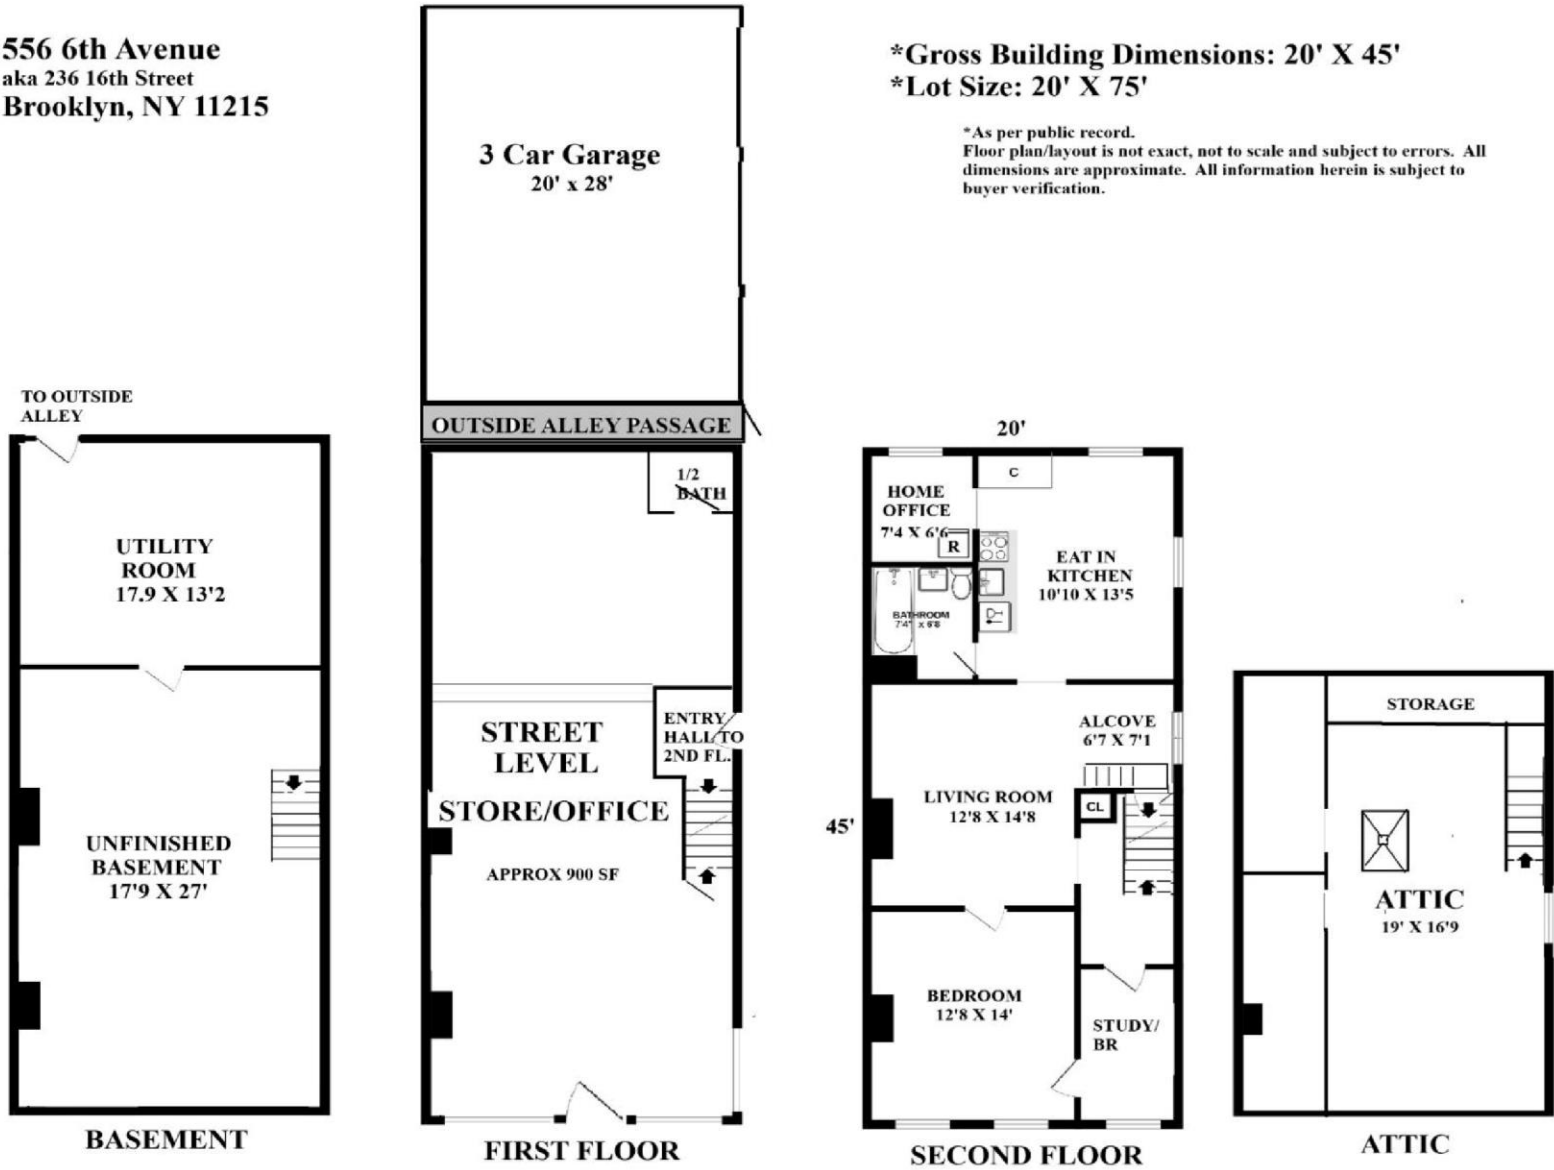 556 6th Avenue
aka 236 16th Street
Brooklyn, NY 11215
*Gross Building Dimensions: 20' X 45'
*Lot Size: 20' X 75'
*As per public record.
Floor plan/layout is not exact, not to scale and subject to errors. All
dimensions are approximate. All information herein is subject to
buyer verification.
3 Car Garage
20' x 28'
OUTSIDE ALLEY PASSAGE
TO OUTSIDE
ALLEY
UTILITY
ROOM
17.9 X 13'2
UNFINISHED
BASEMENT
17'9 X 27'
BASEMENT
1/2
BATH
ENTRY
HALL TO
2ND FL.
STREET
LEVEL
STORE/OFFICE
APPROX 900 SF
FIRST FLOOR
20'
45'
C
HOME
OFFICE
7'4 X 6'6
R
EAT IN
KITCHEN
10'10 X 13'5
BATHROOM
7'4" x 6'8
ALCOVE
6'7 X 7'1
LIVING ROOM
12'8 X 14'8
CL
BEDROOM
12'8 X 14'
STUDY/
BR
SECOND FLOOR
STORAGE
ATTIC
19' X 16'9
ATTIC